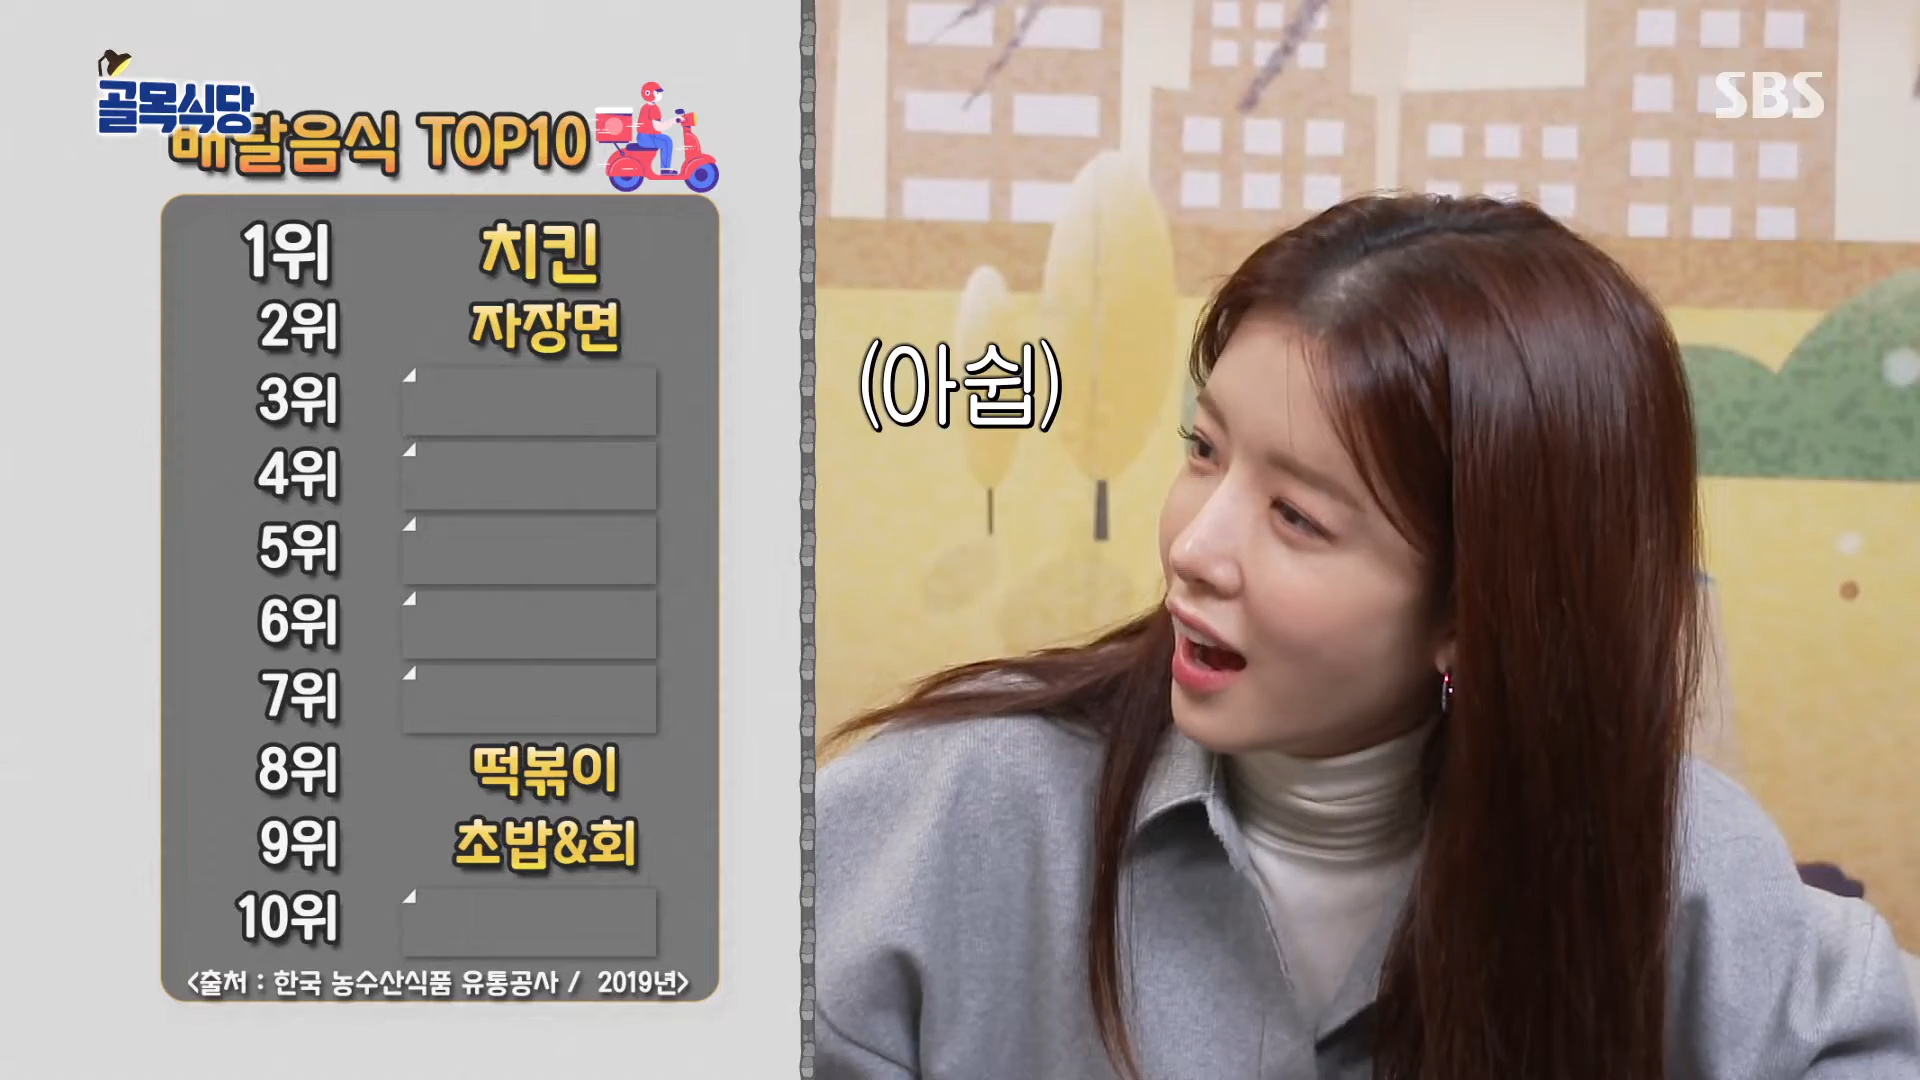 골목식당
배달음식 TOP10
SBS
1위 치킨
2위 자장면
3위
4위
5위
6위
7위
8위 떡볶이
9위 초밥&회
10위
<출처 : 한국 농수산식품 유통공사 / 2019년>
(아쉽)